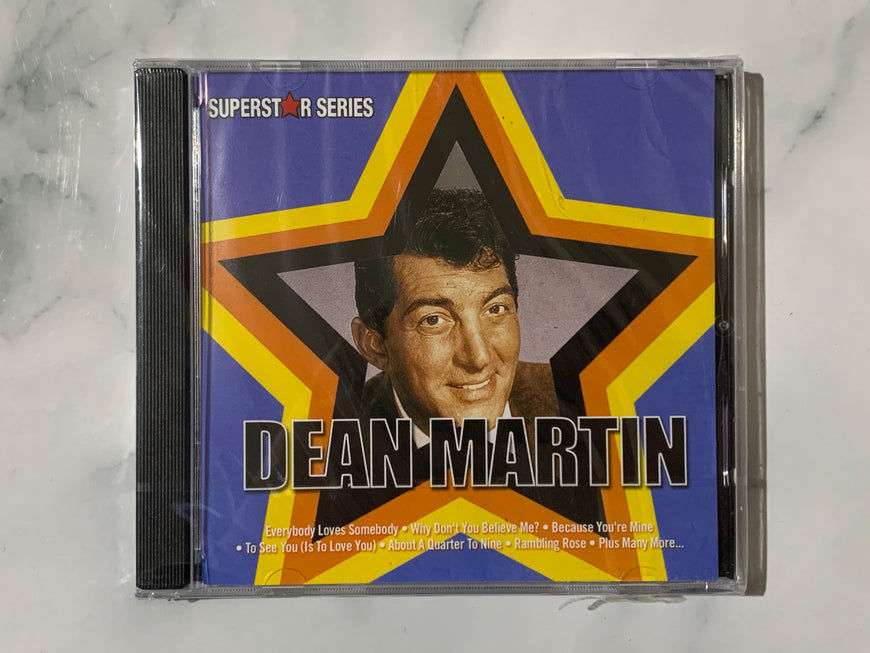 SUPERST★R SERIES
DEAN MARTIN
Everybody Loves Somebody • Why Don't You Believe Me? • Because You're Mine
• To See You (Is To Love You) • About A Quarter To Nine • Rambling Rose • Plus Many More...